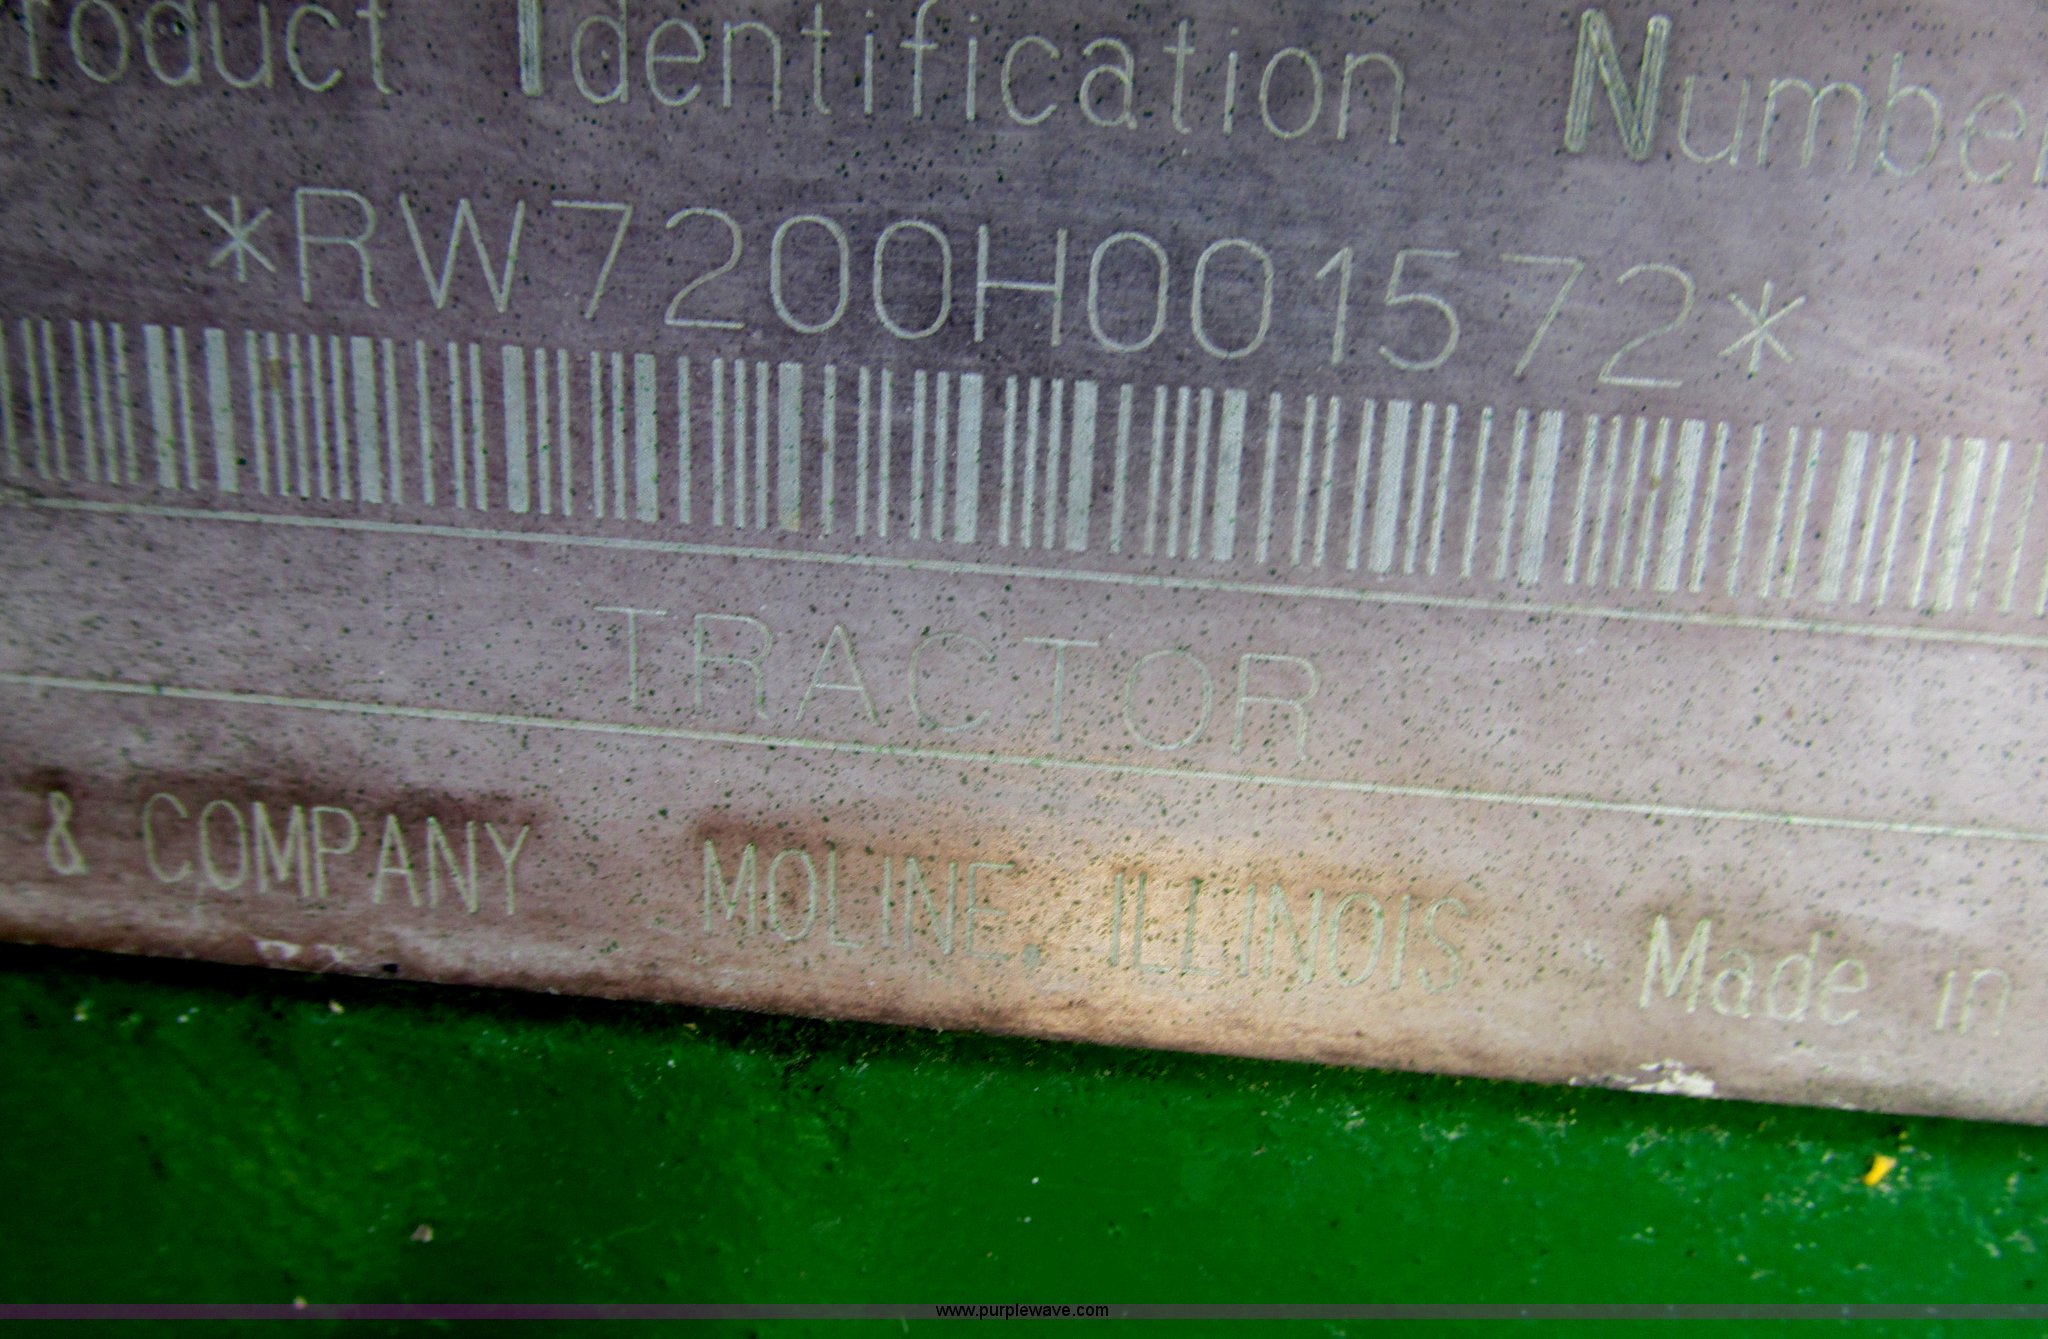 roduct Identification Number
*RW7200H001572*
TRACTOR
& COMPANY MOLINE, ILLINOIS Made in
www.purplewave.com